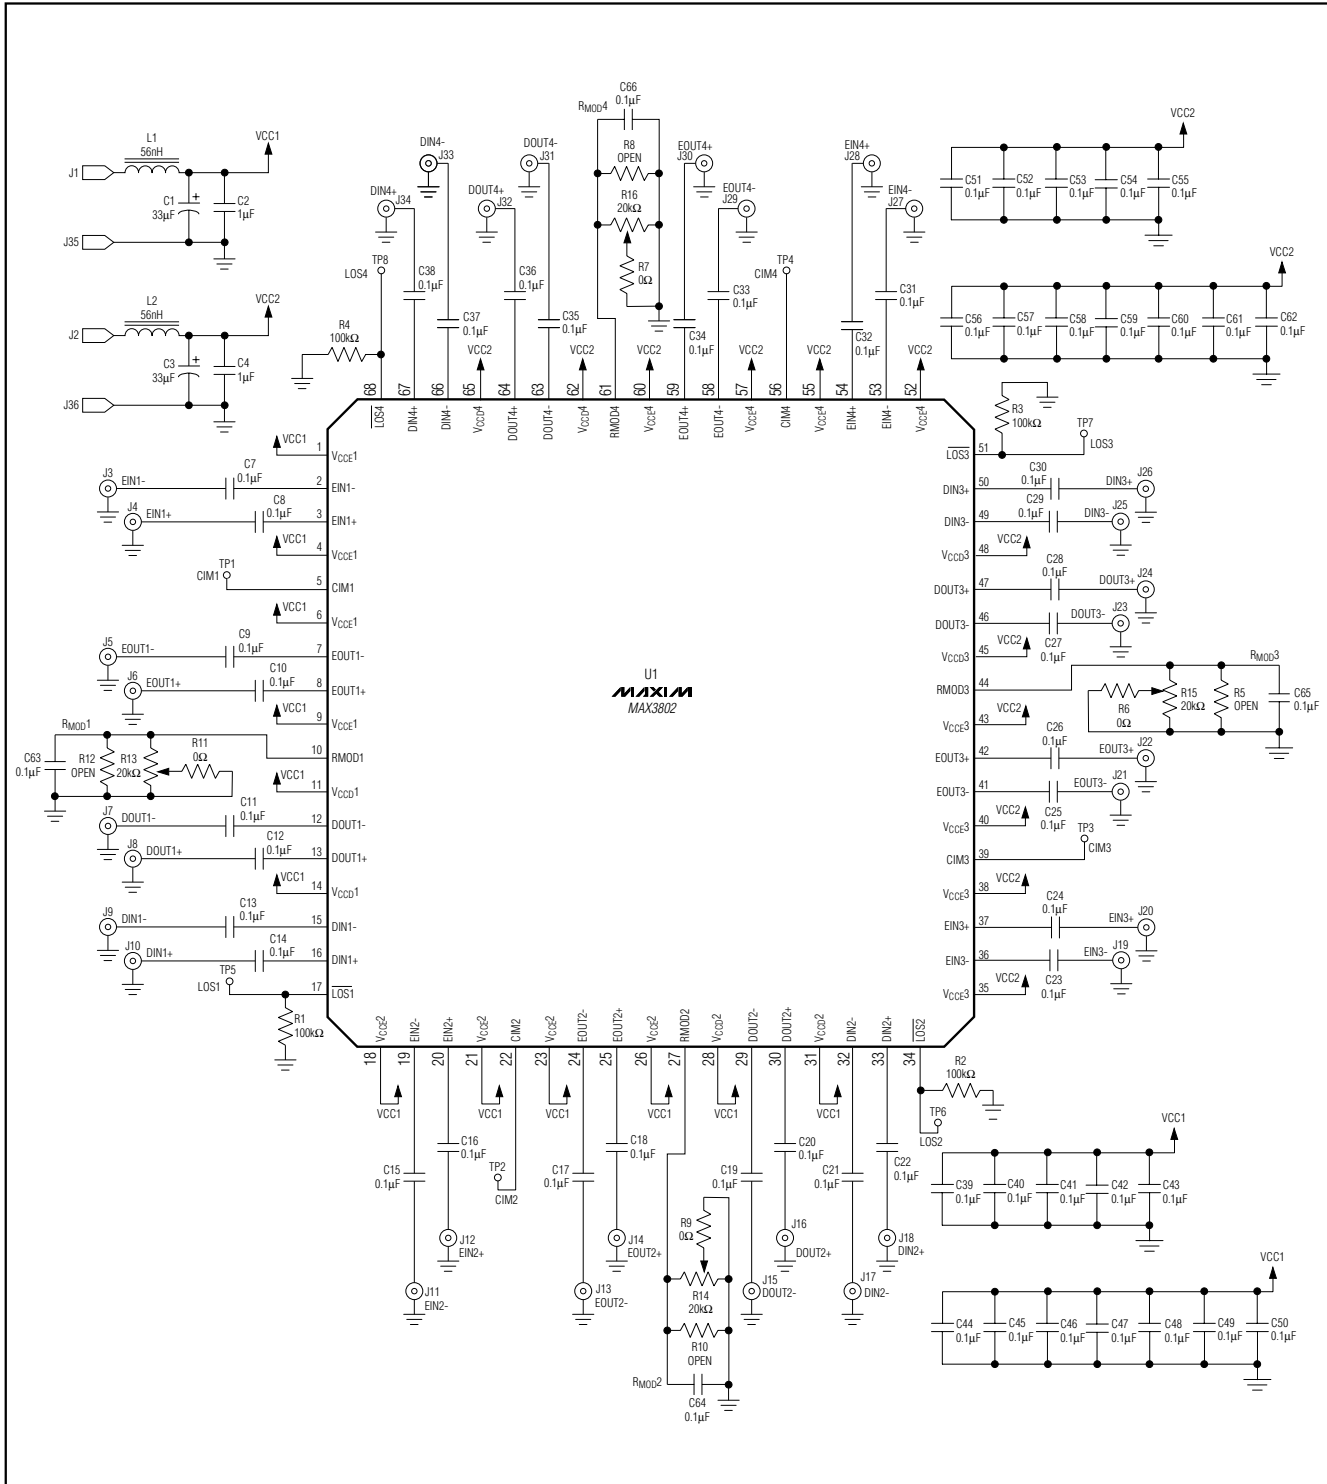 L1
56nH
VCC1
J1
C1
33µF
+
C2
1µF
J35
L2
56nH
VCC2
J2
C3
33µF
+
C4
1µF
J36
C66
0.1µF
RMOD4
R8
OPEN
R16
20kΩ
R7
0Ω
DIN4-
J33
DIN4+
J34
DOUT4-
J31
DOUT4+
J32
EOUT4+
J30
EOUT4-
J29
EIN4+
J28
EIN4-
J27
TP8
LOS4
R4
100kΩ
C38
0.1µF
C37
0.1µF
VCC2
C36
0.1µF
C35
0.1µF
VCC2
VCC2
C34
0.1µF
C33
0.1µF
VCC2
TP4
CIM4
VCC2
C32
0.1µF
C31
0.1µF
VCC2
VCC2
C51
0.1µF
C52
0.1µF
C53
0.1µF
C54
0.1µF
C55
0.1µF
VCC2
C56
0.1µF
C57
0.1µF
C58
0.1µF
C59
0.1µF
C60
0.1µF
C61
0.1µF
C62
0.1µF
68 LOS4
67 DIN4+
66 DIN4-
65 VCCD4
64 DOUT4+
63 DOUT4-
62 VCCD4
61 RMOD4
60 VCCE4
59 EOUT4+
58 EOUT4-
57 VCCE4
56 CIM4
55 VCCE4
54 EIN4+
53 EIN4-
52 VCCE4
VCC1
1 VCCE1
J3 EIN1- C7 0.1µF 2 EIN1-
J4 EIN1+ C8 0.1µF 3 EIN1+
VCC1
4 VCCE1
TP1
CIM1 5 CIM1
VCC1
6 VCCE1
J5 EOUT1- C9 0.1µF 7 EOUT1-
J6 EOUT1+ C10 0.1µF 8 EOUT1+
VCC1
9 VCCE1
RMOD1
C63
0.1µF
R12
OPEN
R13
20kΩ
R11
0Ω
10 RMOD1
VCC1
11 VCCD1
J7 DOUT1- C11 0.1µF 12 DOUT1-
J8 DOUT1+ C12 0.1µF 13 DOUT1+
VCC1
14 VCCD1
J9 DIN1- C13 0.1µF 15 DIN1-
J10 DIN1+ C14 0.1µF 16 DIN1+
TP5
LOS1 17 LOS1
R1
100kΩ
U1
MAXIM
MAX3802
R3
100kΩ
TP7
LOS3
LOS3 51
DIN3+ 50 C30 0.1µF DIN3+ J26
DIN3- 49 C29 0.1µF DIN3- J25
VCCD3 48 VCC2
DOUT3+ 47 C28 0.1µF DOUT3+ J24
DOUT3- 46 C27 0.1µF DOUT3- J23
VCCD3 45 VCC2
RMOD3 44
RMOD3
R6
0Ω
R15
20kΩ
R5
OPEN
C65
0.1µF
VCCE3 43 VCC2
EOUT3+ 42 C26 0.1µF EOUT3+ J22
EOUT3- 41 C25 0.1µF EOUT3- J21
VCCE3 40 VCC2
CIM3 39 TP3 CIM3
VCCE3 38 VCC2
EIN3+ 37 C24 0.1µF EIN3+ J20
EIN3- 36 C23 0.1µF EIN3- J19
VCCE3 35 VCC2
VCCE2 18
EIN2- 19
EIN2+ 20
VCCE2 21
CIM2 22
VCCE2 23
EOUT2- 24
EOUT2+ 25
VCCE2 26
RMOD2 27
VCCD2 28
DOUT2- 29
DOUT2+ 30
VCCD2 31
DIN2- 32
DIN2+ 33
LOS2 34
VCC1
VCC1
VCC1
VCC1
VCC1
VCC1
R2
100kΩ
TP6
LOS2
C15
0.1µF
C16
0.1µF
TP2
CIM2
C17
0.1µF
C18
0.1µF
C19
0.1µF
C20
0.1µF
C21
0.1µF
C22
0.1µF
J12
EIN2+
J11
EIN2-
J14
EOUT2+
J13
EOUT2-
R9
0Ω
R14
20kΩ
R10
OPEN
RMOD2
C64
0.1µF
J16
DOUT2+
J15
DOUT2-
J18
DIN2+
J17
DIN2-
VCC1
C39
0.1µF
C40
0.1µF
C41
0.1µF
C42
0.1µF
C43
0.1µF
VCC1
C44
0.1µF
C45
0.1µF
C46
0.1µF
C47
0.1µF
C48
0.1µF
C49
0.1µF
C50
0.1µF